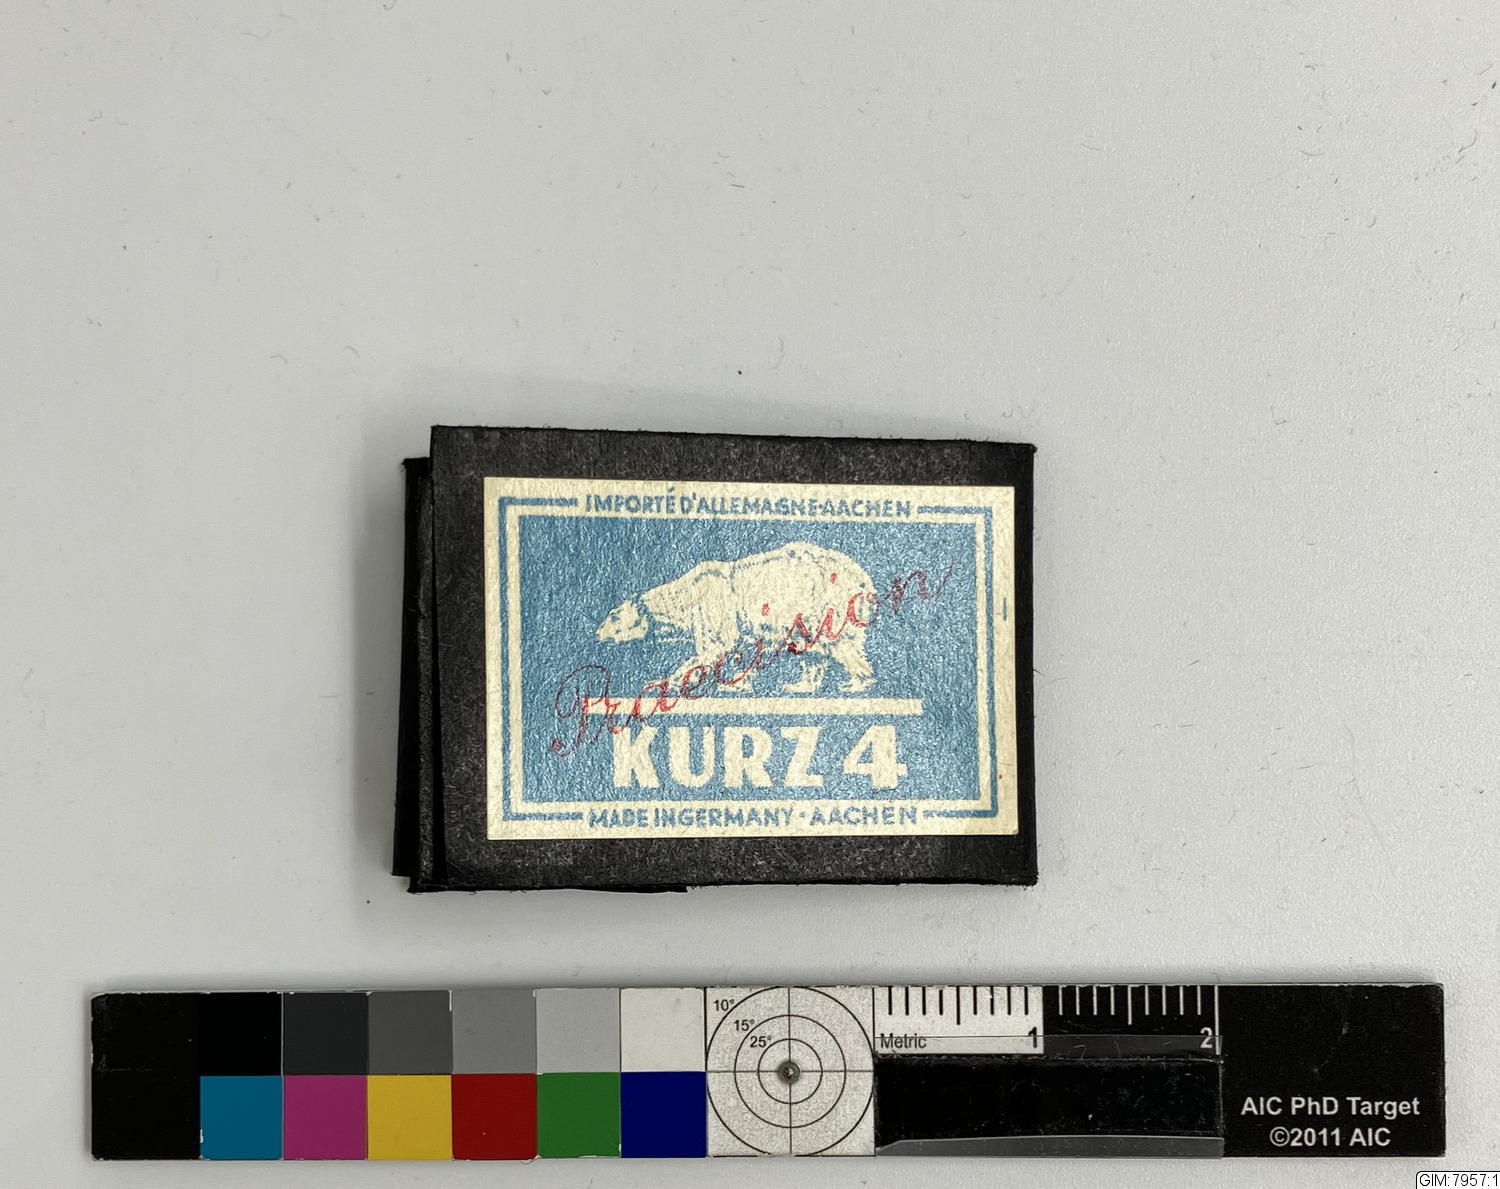 IMPORTÉ D'ALLEMAGNE·AACHEN
Praecision
KURZ 4
MADE IN GERMANY · AACHEN
10°
15°
25°
Metric
1
2
AIC PhD Target
©2011 AIC
GIM:7957:1